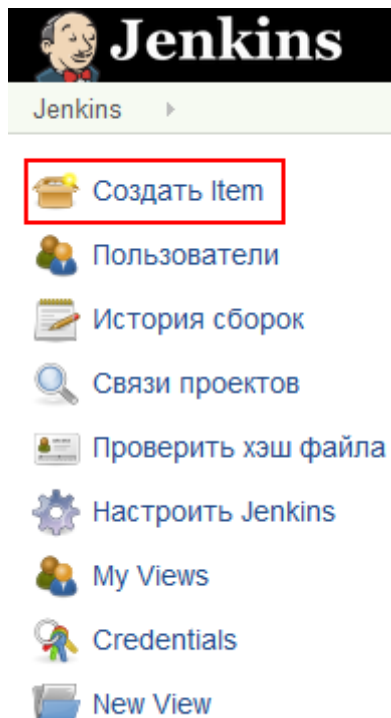 Jenkins
Jenkins
Создать Item
Пользователи
История сборок
Связи проектов
Проверить хэш файла
Настроить Jenkins
My Views
Credentials
New View